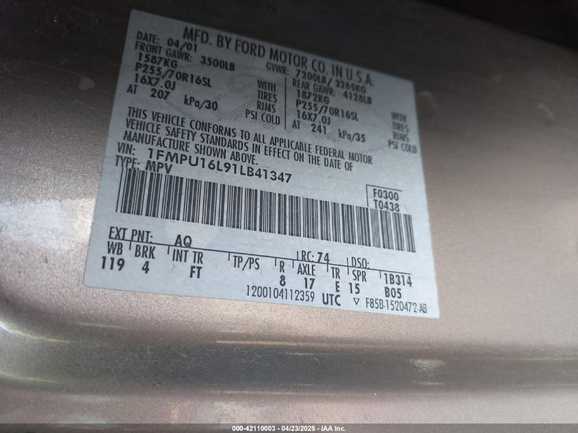 MFD. BY FORD MOTOR CO. IN U.S.A.
DATE: 04/01 GVWR: 7200LB/ 3265KG
FRONT GAWR: 3500LB REAR GAWR: 4128LB
1587KG WITH 1872KG WITH
P255/70R16SL TIRES P255/70R16SL TIRES
16X7.0J RIMS 16X7.0J RIMS
AT 207 kPa/30 PSI COLD AT 241 kPa/35 PSI COLD
THIS VEHICLE CONFORMS TO ALL APPLICABLE FEDERAL MOTOR
VEHICLE SAFETY STANDARDS IN EFFECT ON THE DATE OF
MANUFACTURE SHOWN ABOVE.
VIN: 1FMPU16L91LB41347
TYPE: MPV
F0300
T0438
EXT PNT: AQ RC: 74 DSO:
WB BRK INT TR TP/PS R AXLE TR SPR 1B314
119 4 FT 8 17 E 15 B05
1200104112359 UTC F85B-1520472-AB
000-42110003 - 04/23/2025 - IAA Inc.